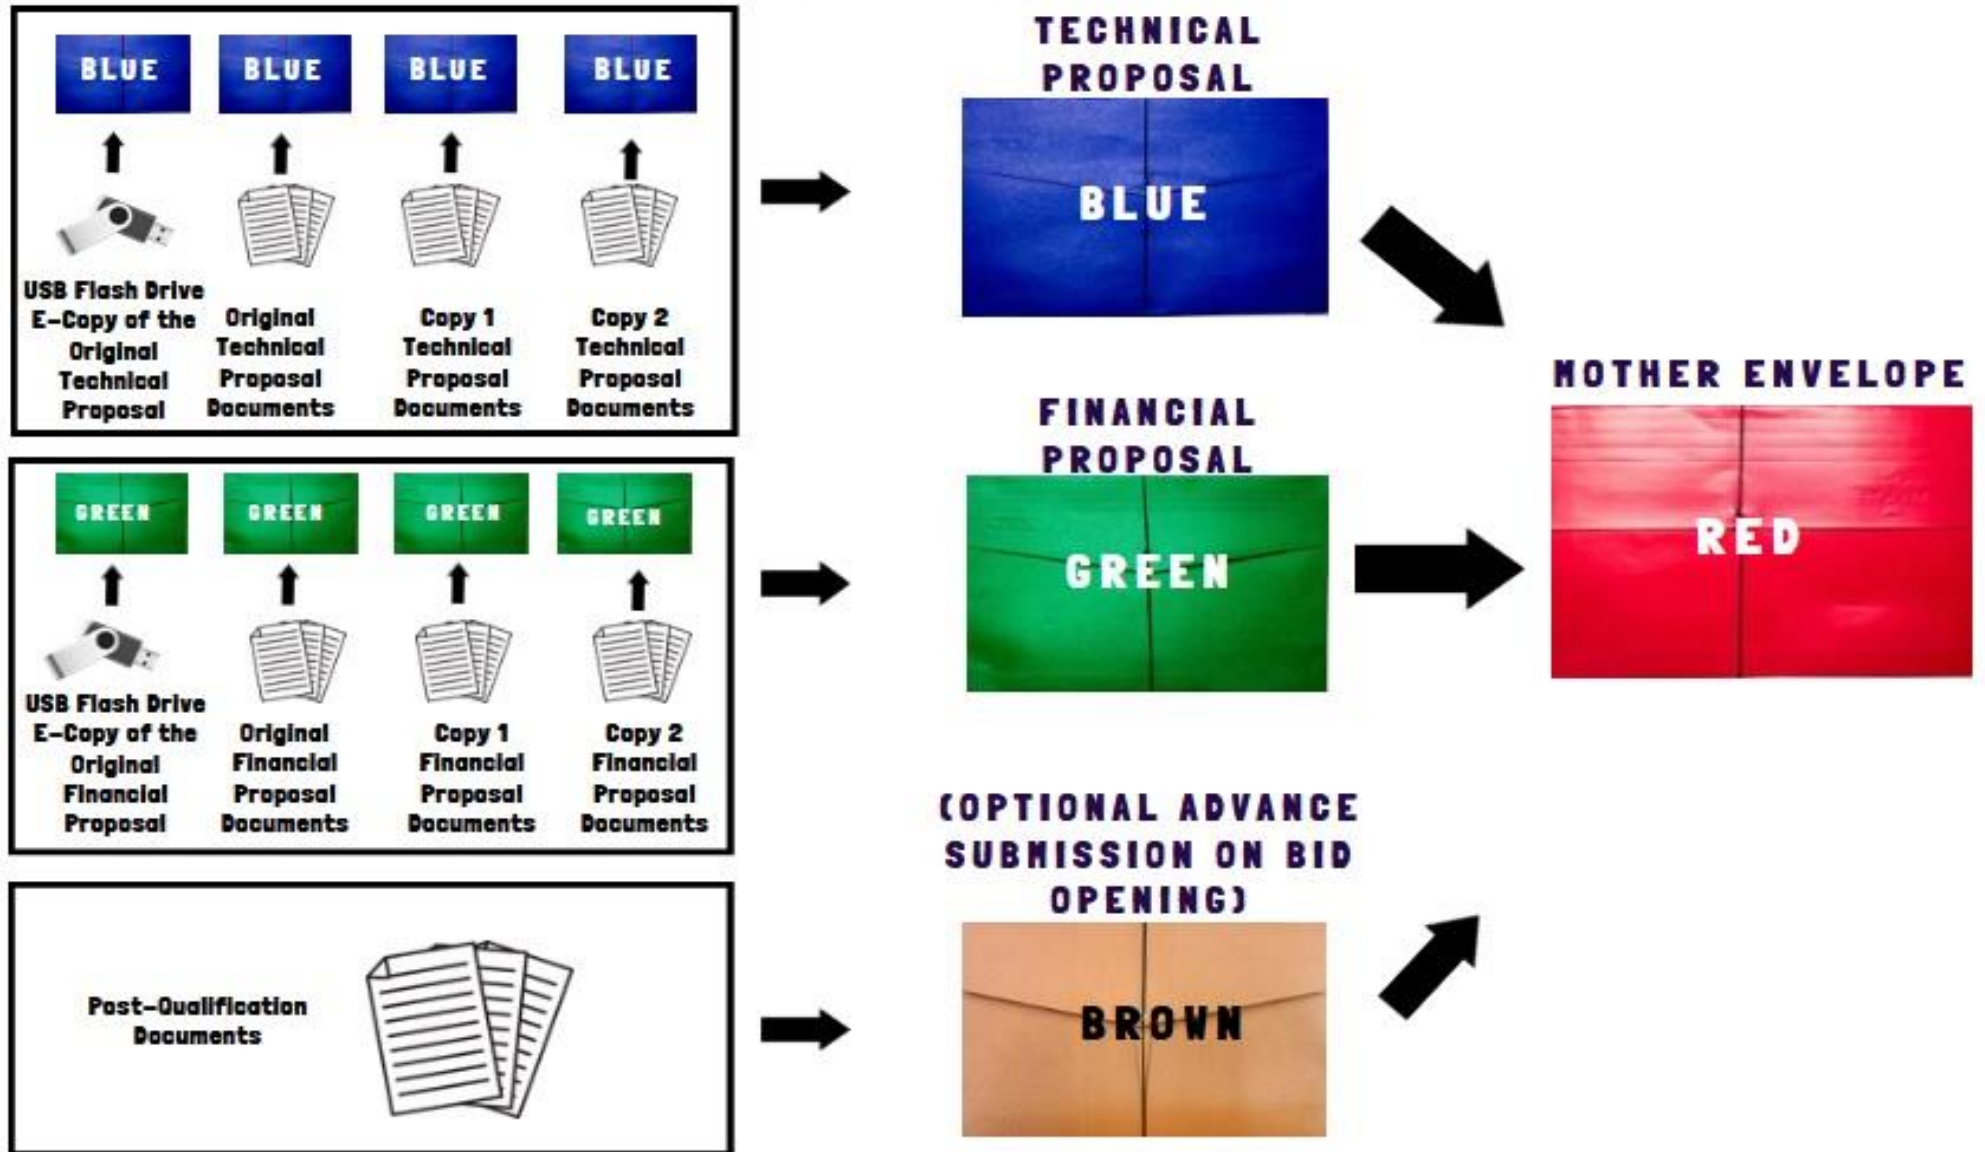 BLUE BLUE BLUE BLUE
USB Flash Drive
E-Copy of the
Original
Technical
Proposal
Original
Technical
Proposal
Documents
Copy 1
Technical
Proposal
Documents
Copy 2
Technical
Proposal
Documents
TECHNICAL
PROPOSAL
BLUE
GREEN GREEN GREEN GREEN
USB Flash Drive
E-Copy of the
Original
Financial
Proposal
Original
Financial
Proposal
Documents
Copy 1
Financial
Proposal
Documents
Copy 2
Financial
Proposal
Documents
FINANCIAL
PROPOSAL
GREEN
MOTHER ENVELOPE
RED
Post-Qualification
Documents
(OPTIONAL ADVANCE
SUBMISSION ON BID
OPENING)
BROWN